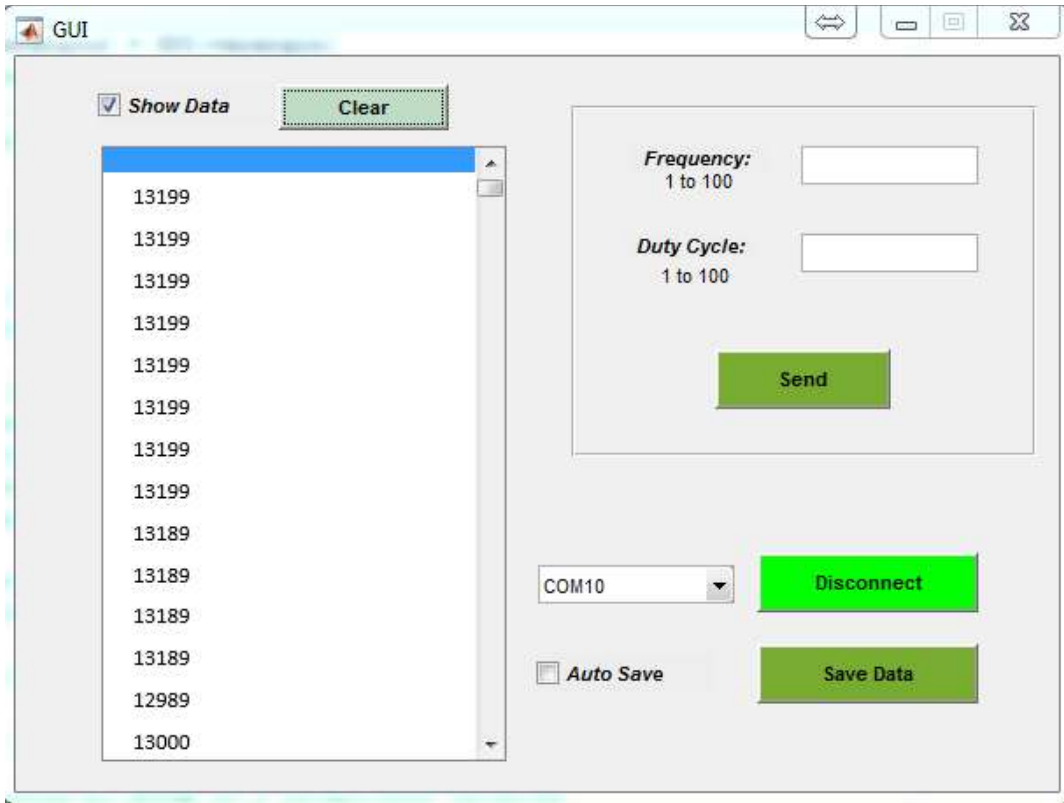 GUI
Show Data
Clear
13199
13199
13199
13199
13199
13199
13199
13199
13189
13189
13189
13189
12989
13000
Frequency:
1 to 100
Duty Cycle:
1 to 100
Send
COM10
Disconnect
Auto Save
Save Data